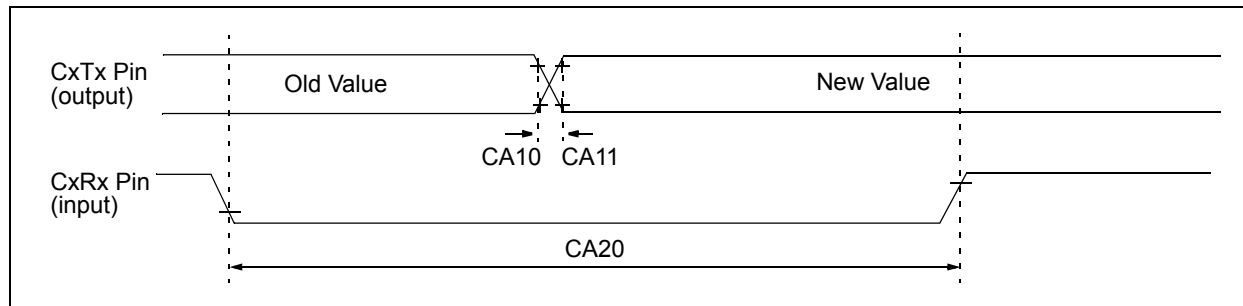 CxTx Pin
(output)
Old Value
New Value
CA10 CA11
CxRx Pin
(input)
CA20